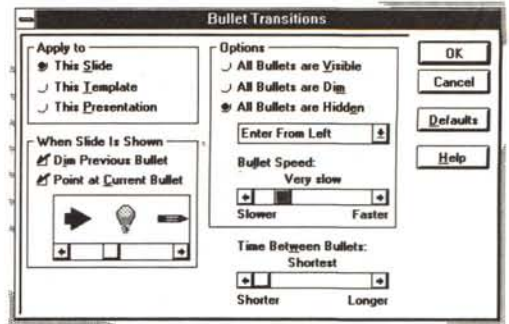 Bullet Transitions
Apply to
This Slide
This Template
This Presentation
When Slide Is Shown
Dim Previous Bullet
Point at Current Bullet
Options
All Bullets are Visible
All Bullets are Dim
All Bullets are Hidden
Enter From Left
Bullet Speed:
Very slow
Slower Faster
Time Between Bullets:
Shortest
Shorter Longer
OK
Cancel
Defaults
Help